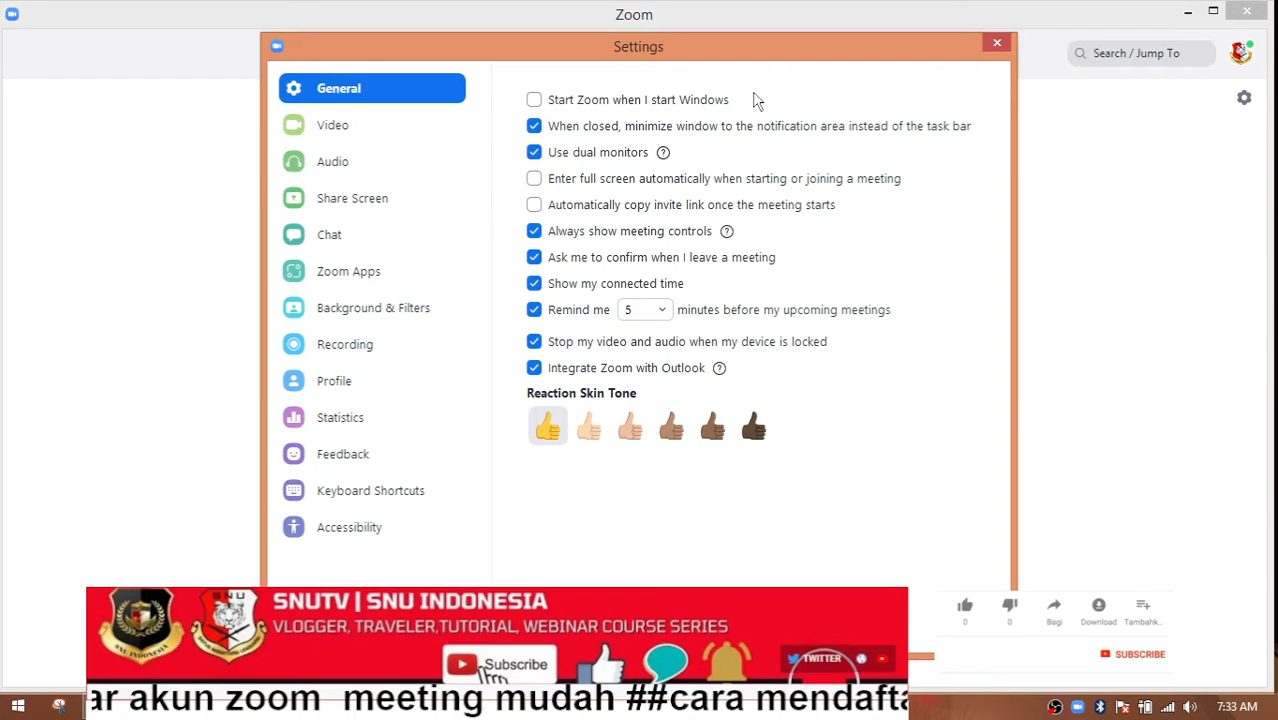 Zoom
Settings
Search / Jump To
General
Video
Audio
Share Screen
Chat
Zoom Apps
Background & Filters
Recording
Profile
Statistics
Feedback
Keyboard Shortcuts
Accessibility
Start Zoom when I start Windows
When closed, minimize window to the notification area instead of the task bar
Use dual monitors ?
Enter full screen automatically when starting or joining a meeting
Automatically copy invite link once the meeting starts
Always show meeting controls ?
Ask me to confirm when I leave a meeting
Show my connected time
Remind me 5 minutes before my upcoming meetings
Stop my video and audio when my device is locked
Integrate Zoom with Outlook ?
Reaction Skin Tone
SNUTV | SNU INDONESIA
VLOGGER, TRAVELER,TUTORIAL, WEBINAR COURSE SERIES
Subscribe
TWITTER
0 0 Bagi Download Tambahk..
SUBSCRIBE
ar akun zoom meeting mudah ##cara mendafta
7:33 AM